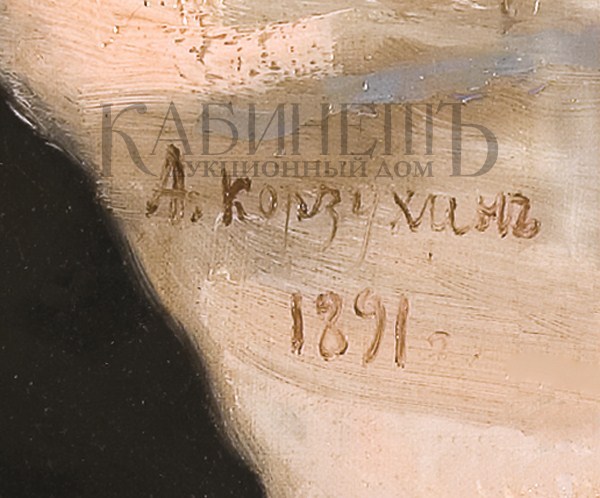 КАБИНЕТЪ
АУКЦИОННЫЙ ДОМ
А. Корзухинъ
1891